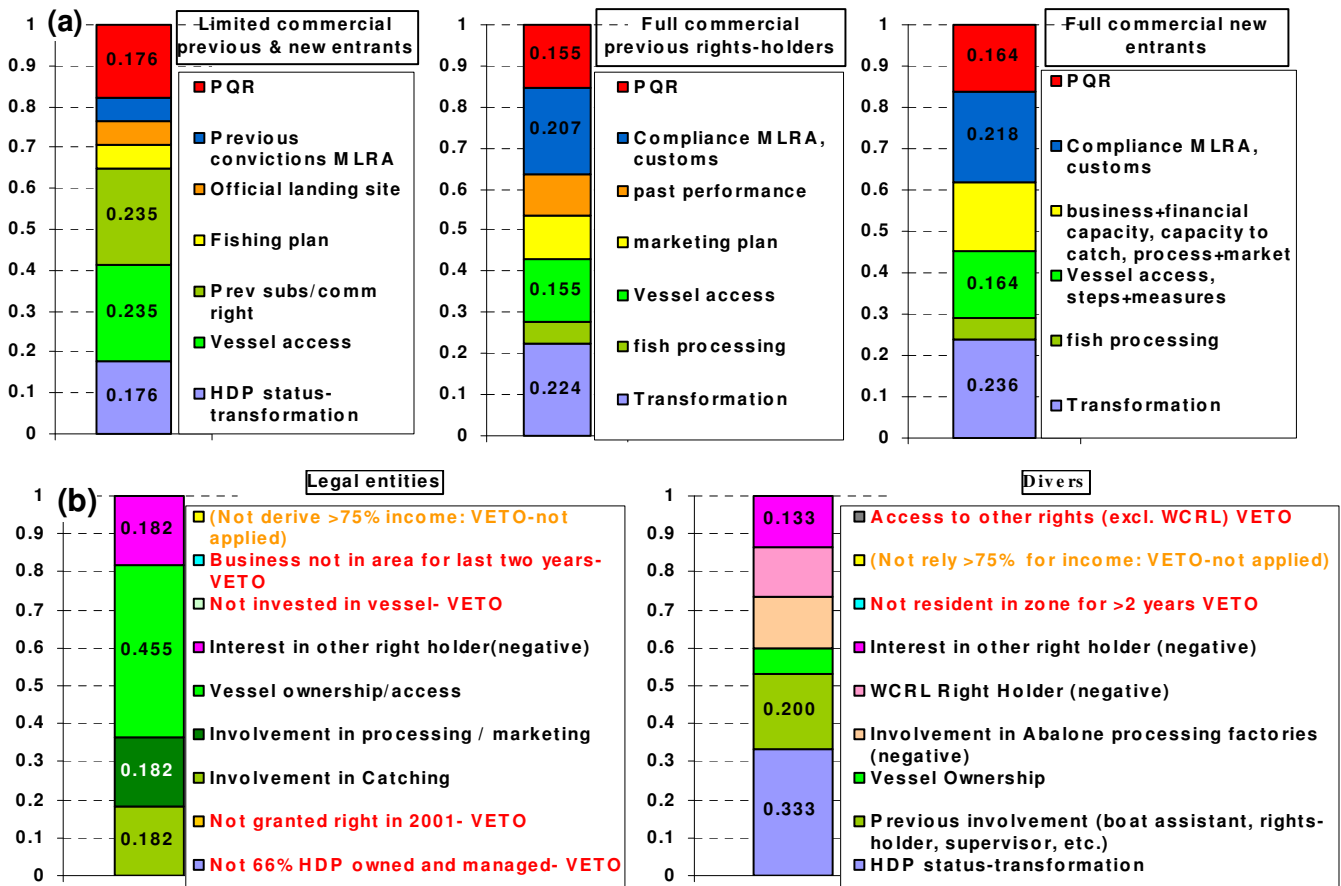 (a)
Limited commercial
previous & new entrants
1
0.9
0.8
0.7
0.6
0.5
0.4
0.3
0.2
0.1
0
0.176
0.235
0.235
0.176
PQR
Previous
convictions MLRA
Official landing site
Fishing plan
Prev subs/comm
right
Vessel access
HDP status-
transformation
Full commercial
previous rights-holders
1
0.9
0.8
0.7
0.6
0.5
0.4
0.3
0.2
0.1
0
0.155
0.207
0.155
0.224
PQR
Compliance MLRA,
customs
past performance
marketing plan
Vessel access
fish processing
Transformation
Full commercial new
entrants
1
0.9
0.8
0.7
0.6
0.5
0.4
0.3
0.2
0.1
0
0.164
0.218
0.164
0.236
PQR
Compliance MLRA,
customs
business+financial
capacity, capacity to
catch, process+market
Vessel access,
steps+measures
fish processing
Transformation
(b)
Legal entities
1
0.9
0.8
0.7
0.6
0.5
0.4
0.3
0.2
0.1
0
0.182
0.455
0.182
0.182
(Not derive >75% income: VETO-not
applied)
Business not in area for last two years-
VETO
Not invested in vessel- VETO
Interest in other right holder(negative)
Vessel ownership/access
Involvement in processing / marketing
Involvement in Catching
Not granted right in 2001- VETO
Not 66% HDP owned and managed- VETO
Divers
1
0.9
0.8
0.7
0.6
0.5
0.4
0.3
0.2
0.1
0
0.133
0.200
0.333
Access to other rights (excl. WCRL) VETO
(Not rely >75% for income: VETO-not applied)
Not resident in zone for >2 years VETO
Interest in other right holder (negative)
WCRL Right Holder (negative)
Involvement in Abalone processing factories
(negative)
Vessel Ownership
Previous involvement (boat assistant, rights-
holder, supervisor, etc.)
HDP status-transformation